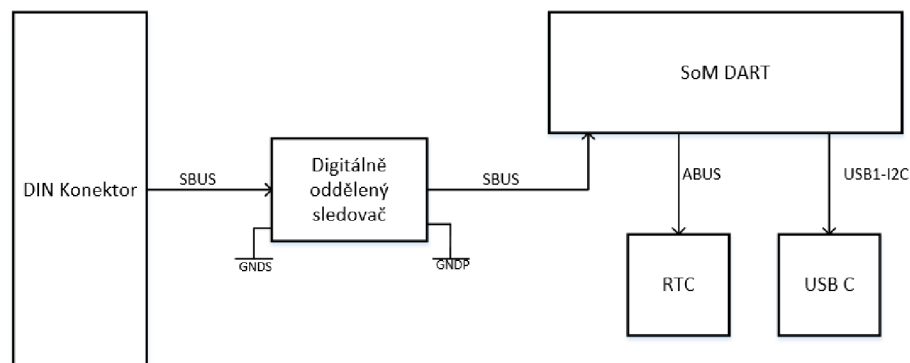 SoM DART
DIN Konektor
SBUS
Digitálně
oddělený
sledovač
SBUS
ABUS
USB1-I2C
GNDS
GNDP
RTC
USB C